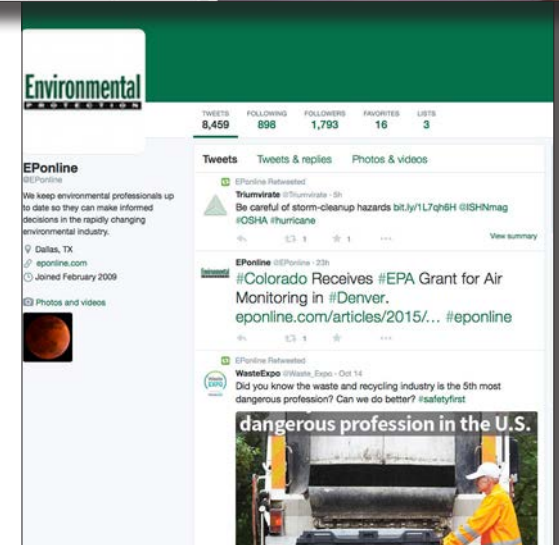 Environmental
PROTECTION
TWEETS FOLLOWING FOLLOWERS FAVORITES LISTS
8,459 898 1,793 16 3
EPonline
@EPonline
We keep environmental professionals up
to date so they can make informed
decisions in the rapidly changing
environmental industry.
Dallas, TX
eponline.com
Joined February 2009
Photos and videos
Tweets Tweets & replies Photos & videos
EPonline Retweeted
Triumvirate @Triumvirate · 5h
Be careful of storm-cleanup hazards bit.ly/1L7qh6H @ISHNmag
#OSHA #hurricane
1 1
View summary
EPonline @EPonline · 23h
#Colorado Receives #EPA Grant for Air
Monitoring in #Denver.
eponline.com/articles/2015/... #eponline
1
EPonline Retweeted
WasteExpo @Waste_Expo · Oct 14
Did you know the waste and recycling industry is the 5th most
dangerous profession? Can we do better? #safetyfirst
dangerous profession in the U.S.